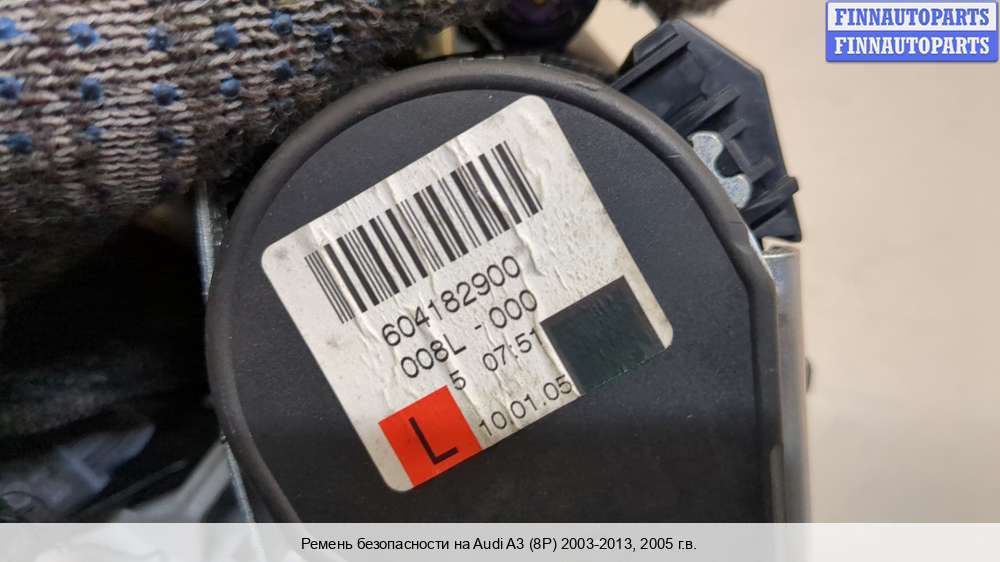 FINNAUTOPARTS
FINNAUTOPARTS
604182900
008L - 000
5 07:51
L 10.01.05
Ремень безопасности на Audi A3 (8P) 2003-2013, 2005 г.в.